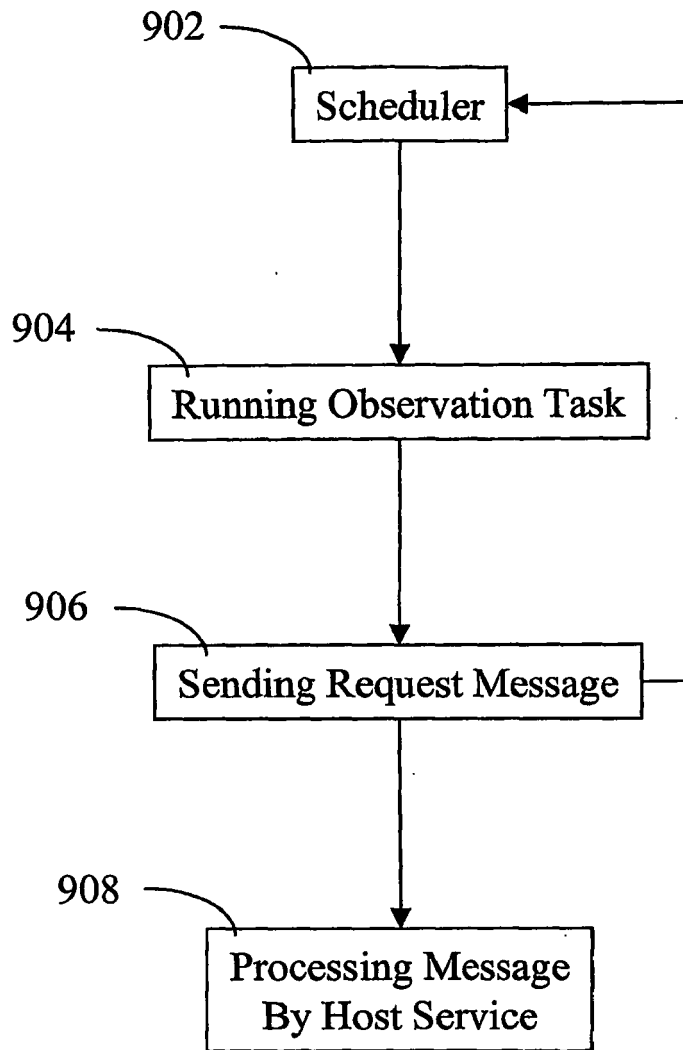 902
Scheduler
904
Running Observation Task
906
Sending Request Message
908
Processing Message
By Host Service